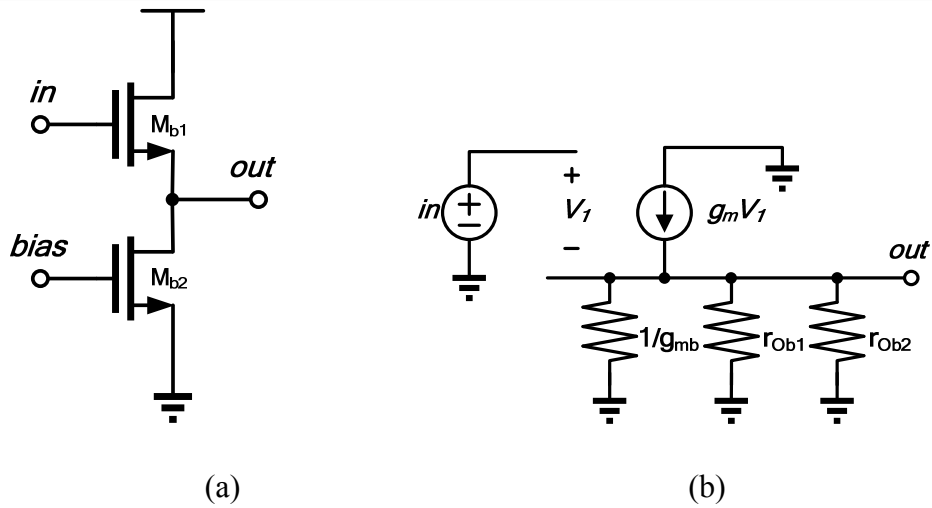 in
M_b1
out
bias
M_b2
in
+
V_1
−
g_mV_1
out
1/g_mb
r_Ob1
r_Ob2
(a)
(b)